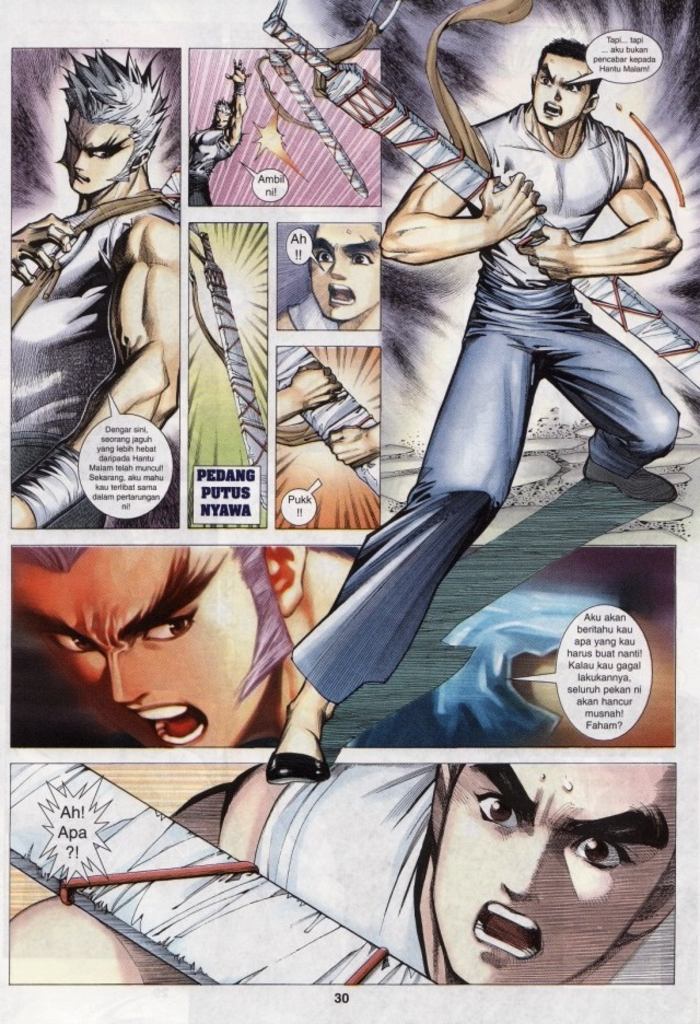 Dengar sini,
seorang jaguh
yang lebih hebat
daripada Hantu
Malam telah muncul!
Sekarang, aku mahu
kau terlibat sama
dalam pertarungan
ni!
Ambil
ni!
PEDANG
PUTUS
NYAWA
Ah
!!
Pukk
!!
Tapi... tapi
... aku bukan
pencabar kepada
Hantu Malam!
Aku akan
beritahu kau
apa yang kau
harus buat nanti!
Kalau kau gagal
lakukannya,
seluruh pekan ni
akan hancur
musnah!
Faham?
Ah!
Apa
?!
30